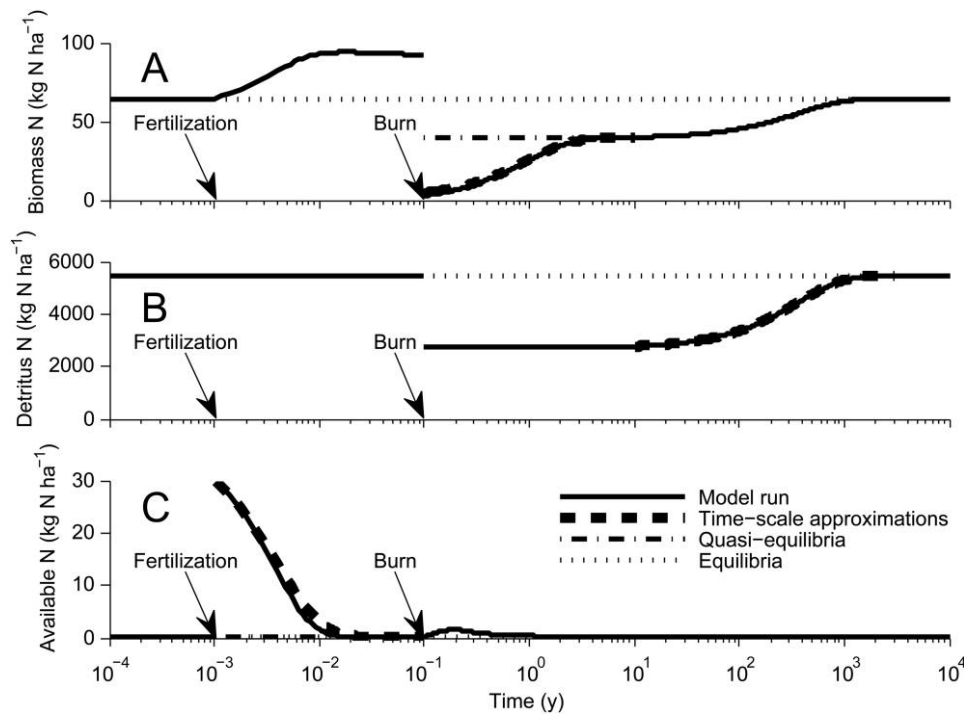 Biomass N (kg N ha−1)
100
50
0
A
Fertilization
Burn
Detritus N (kg N ha−1)
6000
4000
2000
0
B
Fertilization
Burn
Available N (kg N ha−1)
30
20
10
0
C
Fertilization
Burn
Model run
Time−scale approximations
Quasi−equilibria
Equilibria
10−4 10−3 10−2 10−1 100 101 102 103 104
Time (y)